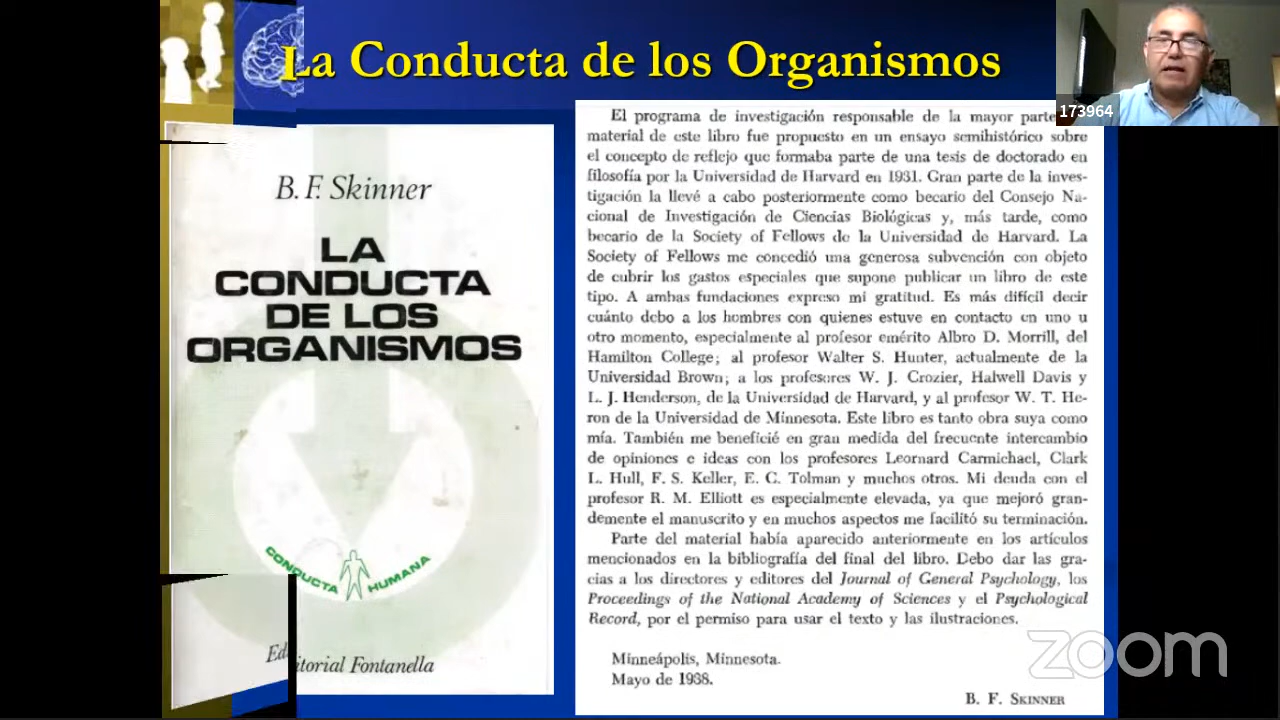 La Conducta de los Organismos
173964
B. F. Skinner
LA
CONDUCTA
DE LOS
ORGANISMOS
CONDUCTA HUMANA
Editorial Fontanella
El programa de investigación responsable de la mayor parte
material de este libro fue propuesto en un ensayo semihistórico sobre
el concepto de reflejo que formaba parte de una tesis de doctorado en
filosofía por la Universidad de Harvard en 1931. Gran parte de la inves-
tigación la llevé a cabo posteriormente como becario del Consejo Na-
cional de Investigación de Ciencias Biológicas y, más tarde, como
becario de la Society of Fellows de la Universidad de Harvard. La
Society of Fellows me concedió una generosa subvención con objeto
de cubrir los gastos especiales que supone publicar un libro de este
tipo. A ambas fundaciones expreso mi gratitud. Es más difícil decir
cuánto debo a los hombres con quienes estuve en contacto en uno u
otro momento, especialmente al profesor emérito Albro D. Morrill, del
Hamilton College; al profesor Walter S. Hunter, actualmente de la
Universidad Brown; a los profesores W. J. Crozier, Halwell Davis y
L. J. Henderson, de la Universidad de Harvard, y al profesor W. T. He-
ron de la Universidad de Minnesota. Este libro es tanto obra suya como
mía. También me benefició en gran medida del frecuente intercambio
de opiniones e ideas con los profesores Leornard Carmichael, Clark
L. Hull, F. S. Keller, E. C. Tolman y muchos otros. Mi deuda con el
profesor R. M. Elliott es especialmente elevada, ya que mejoró gran-
demente el manuscrito y en muchos aspectos me facilitó su terminación.
Parte del material había aparecido anteriormente en los artículos
mencionados en la bibliografía del final del libro. Debo dar las gra-
cias a los directores y editores del Journal of General Psychology, los
Proceedings of the National Academy of Sciences y el Psychological
Record, por el permiso para usar el texto y las ilustraciones.
Minneápolis, Minnesota.
Mayo de 1938.
B. F. SKINNER
zoom